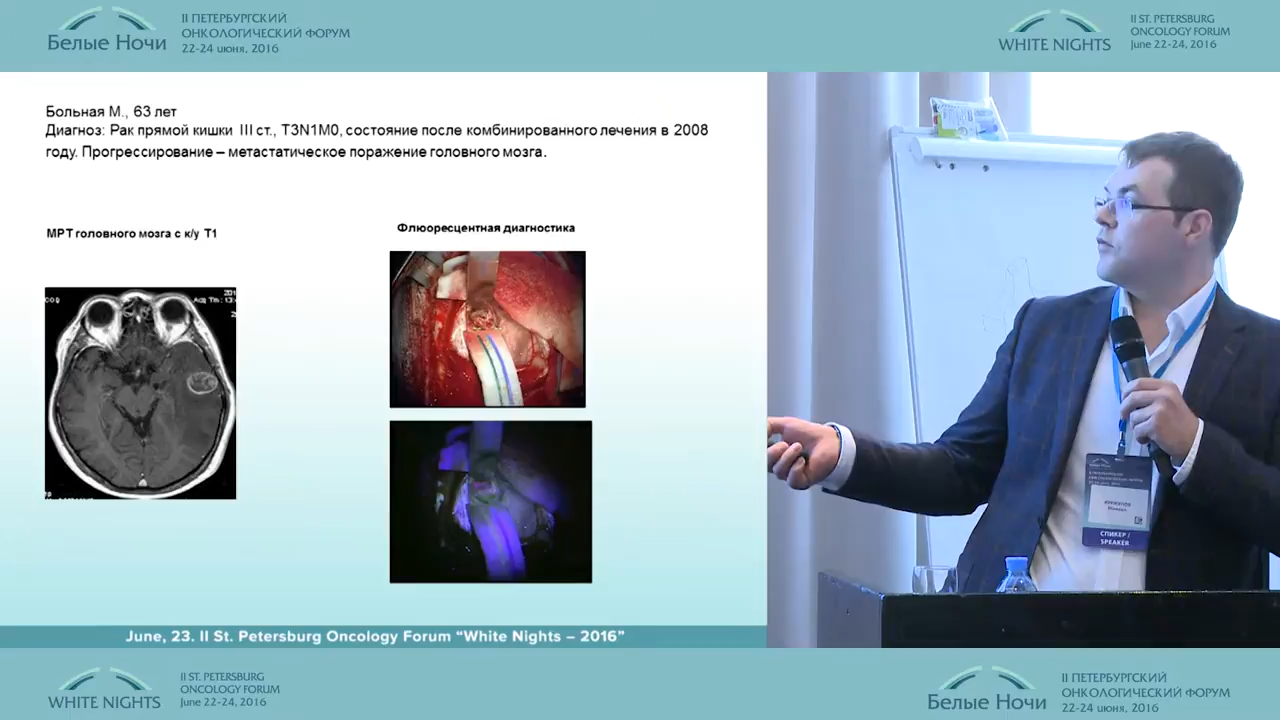 II ПЕТЕРБУРГСКИЙ
ОНКОЛОГИЧЕСКИЙ ФОРУМ
Белые Ночи
22-24 июня, 2016
II ST. PETERSBURG
ONCOLOGY FORUM
WHITE NIGHTS
June 22-24, 2016
Больная М., 63 лет
Диагноз: Рак прямой кишки III ст., T3N1M0, состояние после комбинированного лечения в 2008
году. Прогрессирование – метастатическое поражение головного мозга.
МРТ головного мозга с к/у T1
Флюоресцентная диагностика
СПИКЕР /
SPEAKER
June, 23. II St. Petersburg Oncology Forum “White Nights – 2016”
II ST. PETERSBURG
ONCOLOGY FORUM
WHITE NIGHTS
June 22-24, 2016
II ПЕТЕРБУРГСКИЙ
ОНКОЛОГИЧЕСКИЙ ФОРУМ
Белые Ночи
22-24 июня, 2016